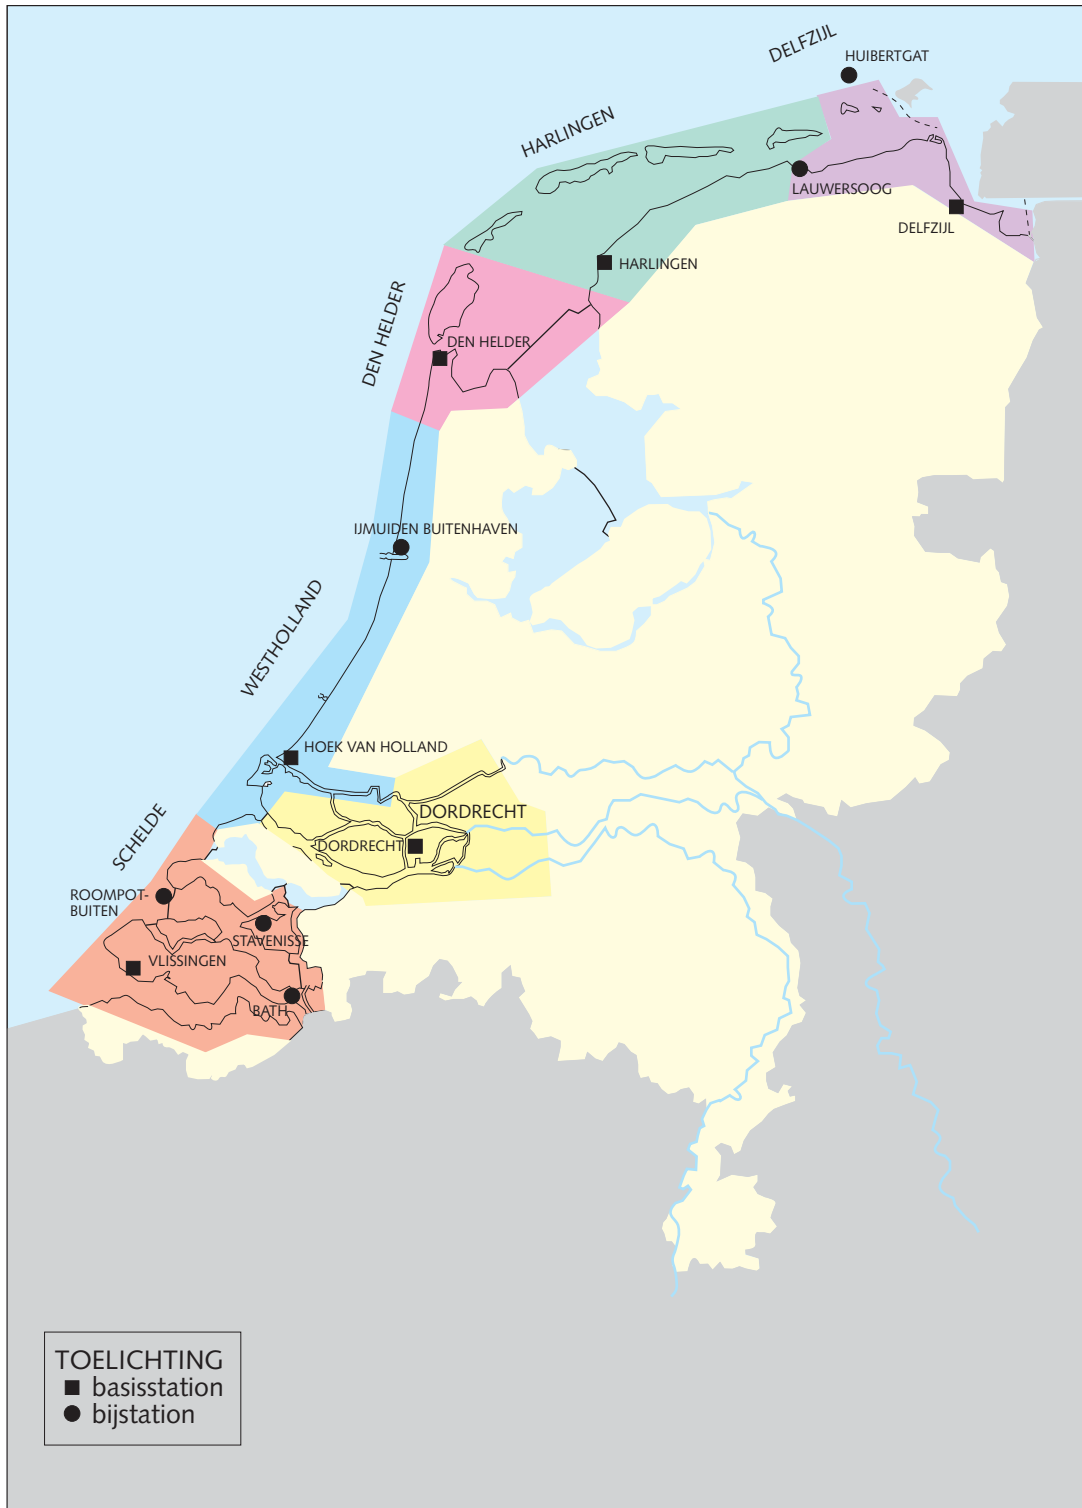 DELFZIJL
HUIBERTGAT
HARLINGEN
LAUWERSOOG
DELFZIJL
HARLINGEN
DEN HELDER
DEN HELDER
IJMUIDEN BUITENHAVEN
WESTHOLLAND
HOEK VAN HOLLAND
SCHELDE
DORDRECHT
DORDRECHT
ROOMPOT-
BUITEN
STAVENISSE
VLISSINGEN
BATH
TOELICHTING
basisstation
bijstation